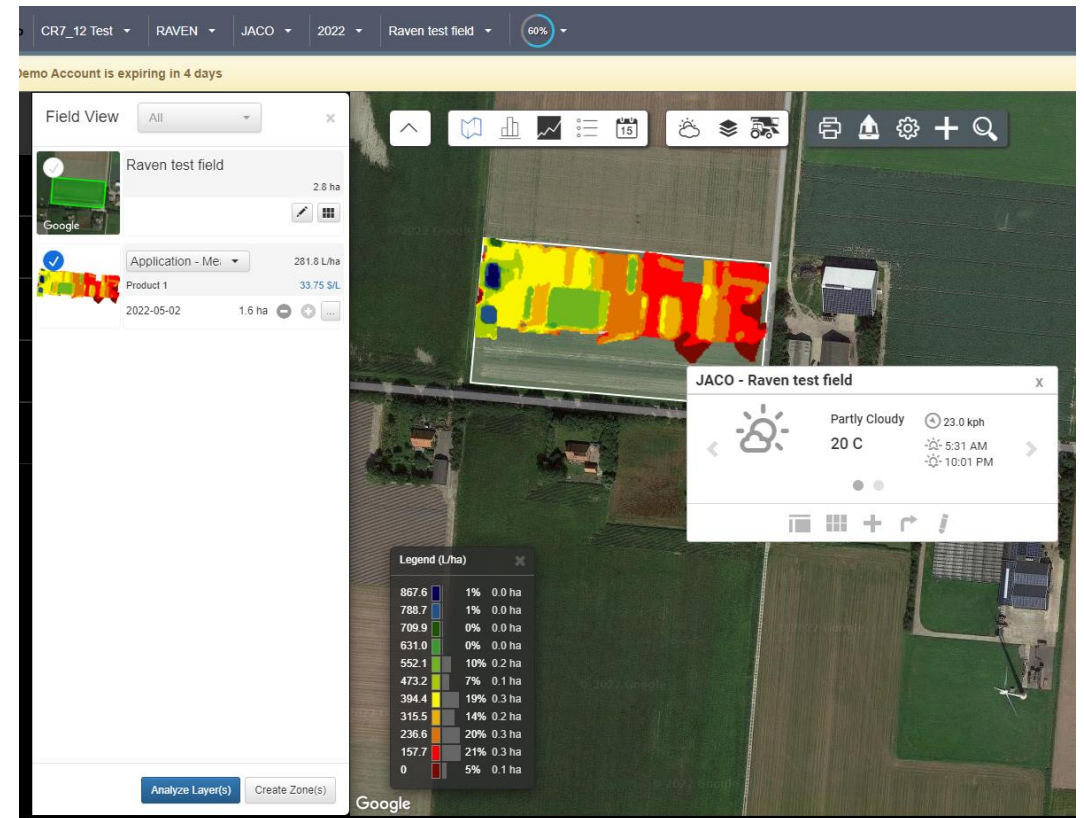 CR7_12 Test
RAVEN
JACO
2022
Raven test field
60%
Demo Account is expiring in 4 days
Field View
All
×
15
Raven test field
2.8 ha
Google
Application - Me
281.8 L/ha
Product 1
33.75 $/L
2022-05-02
1.6 ha
...
JACO - Raven test field
x
Partly Cloudy
23.0 kph
20 C
5:31 AM
10:01 PM
Legend (L/ha)
867.6 1% 0.0 ha
788.7 1% 0.0 ha
709.9 0% 0.0 ha
631.0 0% 0.0 ha
552.1 10% 0.2 ha
473.2 7% 0.1 ha
394.4 19% 0.3 ha
315.5 14% 0.2 ha
236.6 20% 0.3 ha
157.7 21% 0.3 ha
0 5% 0.1 ha
Analyze Layer(s)
Create Zone(s)
Google